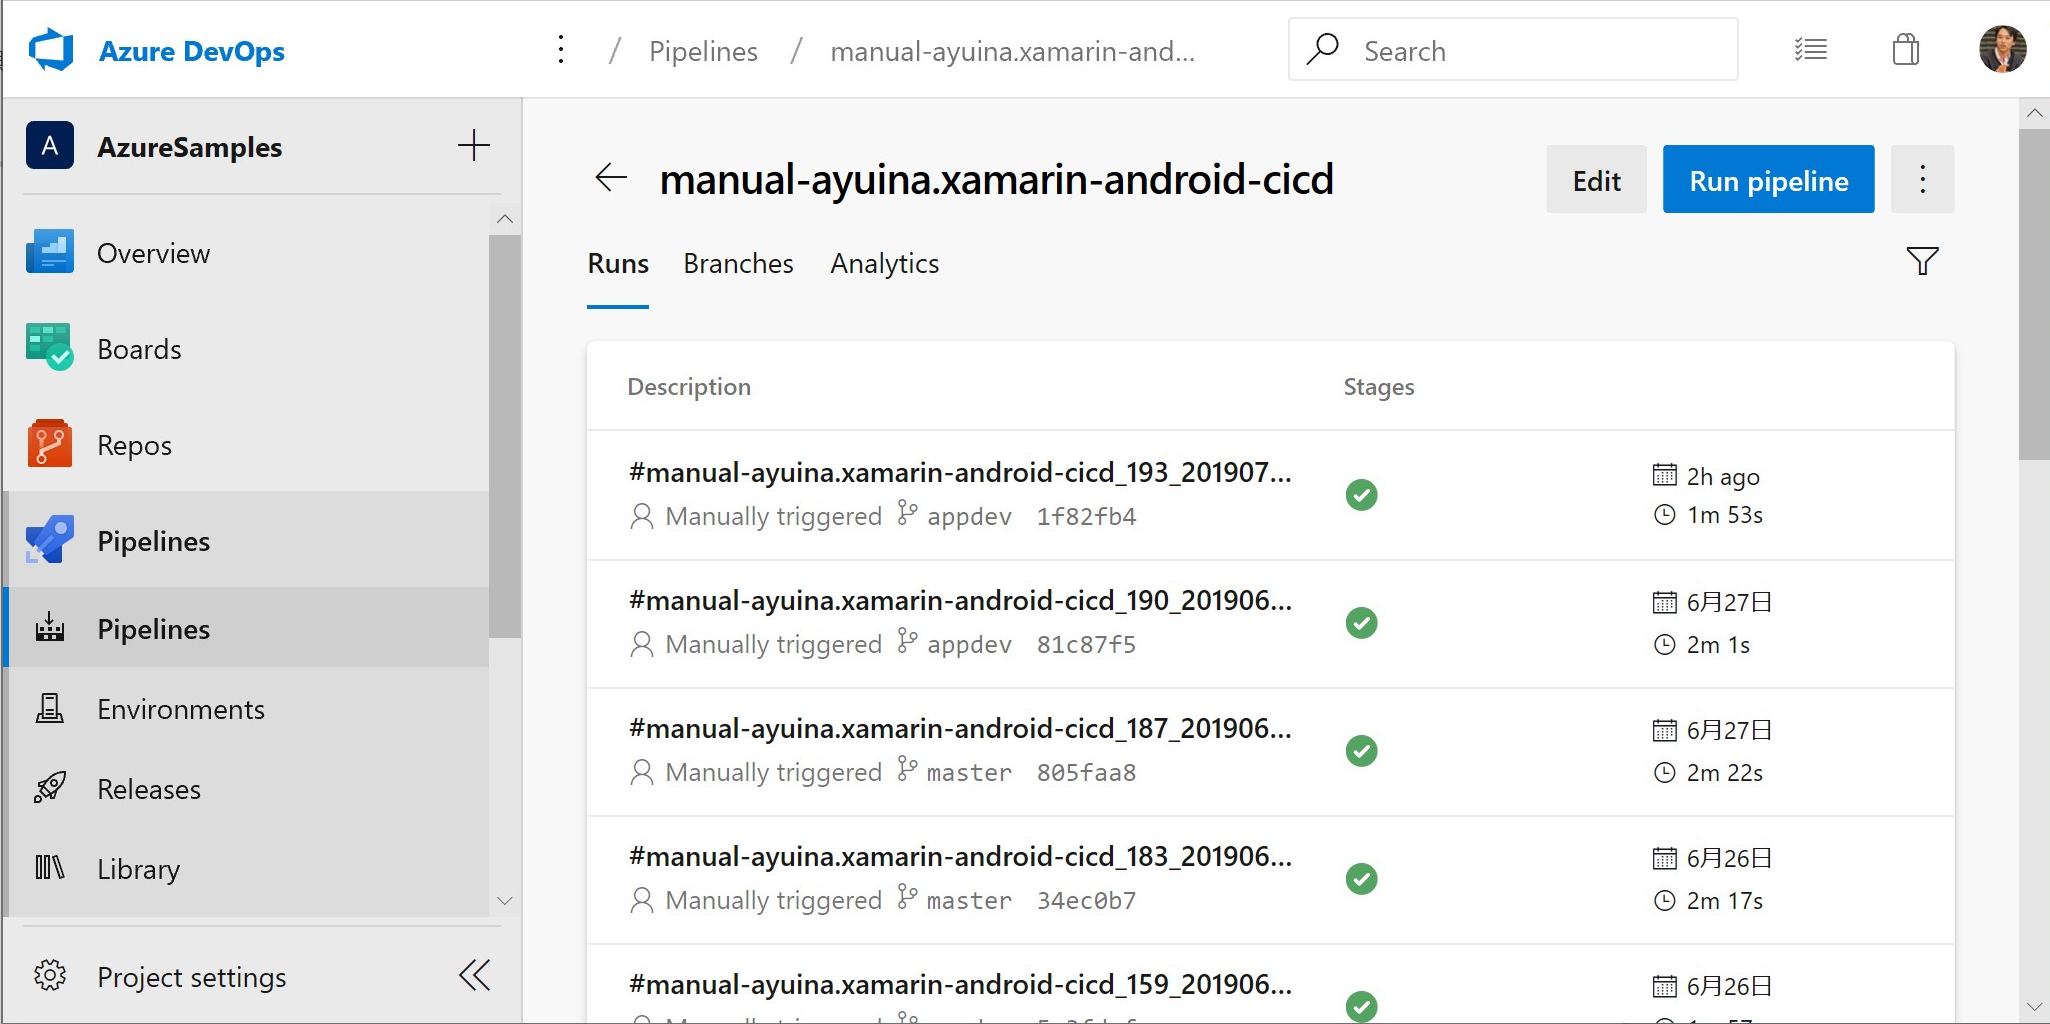 Azure DevOps
/ Pipelines / manual-ayuina.xamarin-and...
Search
A AzureSamples
Overview
Boards
Repos
Pipelines
Pipelines
Environments
Releases
Library
Project settings
manual-ayuina.xamarin-android-cicd
Edit
Run pipeline
Runs Branches Analytics
Description Stages
#manual-ayuina.xamarin-android-cicd_193_201907...
Manually triggered appdev 1f82fb4
2h ago
1m 53s
#manual-ayuina.xamarin-android-cicd_190_201906...
Manually triggered appdev 81c87f5
6月27日
2m 1s
#manual-ayuina.xamarin-android-cicd_187_201906...
Manually triggered master 805faa8
6月27日
2m 22s
#manual-ayuina.xamarin-android-cicd_183_201906...
Manually triggered master 34ec0b7
6月26日
2m 17s
#manual-ayuina.xamarin-android-cicd_159_201906...
6月26日